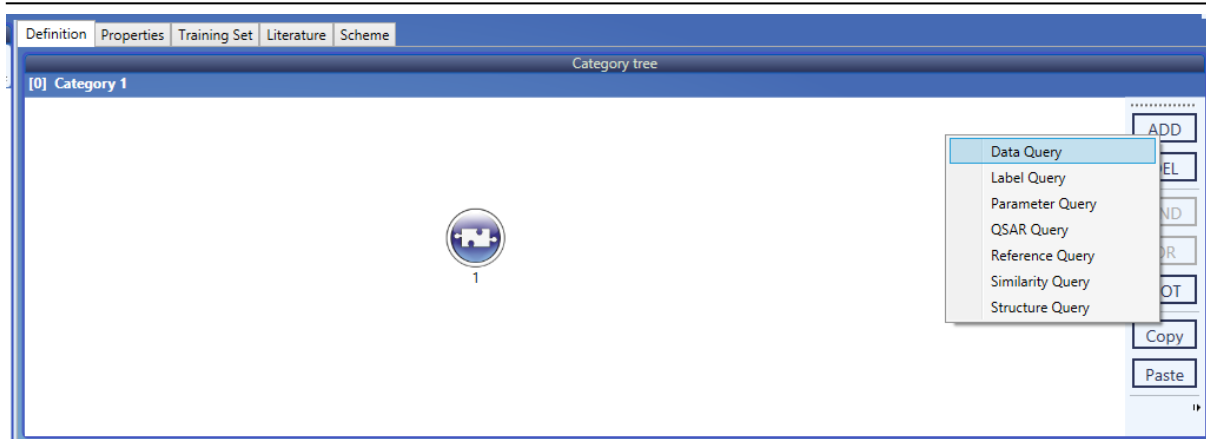 Definition Properties Training Set Literature Scheme
Category tree
[0] Category 1
1
Data Query
Label Query
Parameter Query
QSAR Query
Reference Query
Similarity Query
Structure Query
ADD
Copy
Paste